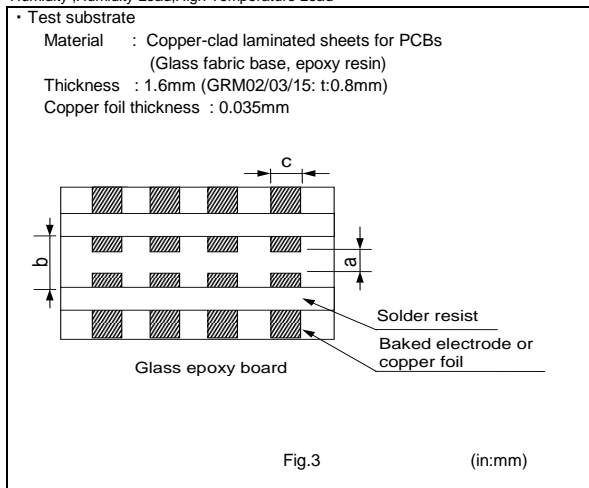 ・Test substrate
Material : Copper-clad laminated sheets for PCBs
(Glass fabric base, epoxy resin)
Thickness : 1.6mm (GRM02/03/15: t:0.8mm)
Copper foil thickness : 0.035mm
c
b
a
Solder resist
Baked electrode or
copper foil
Glass epoxy board
Fig.3 (in:mm)